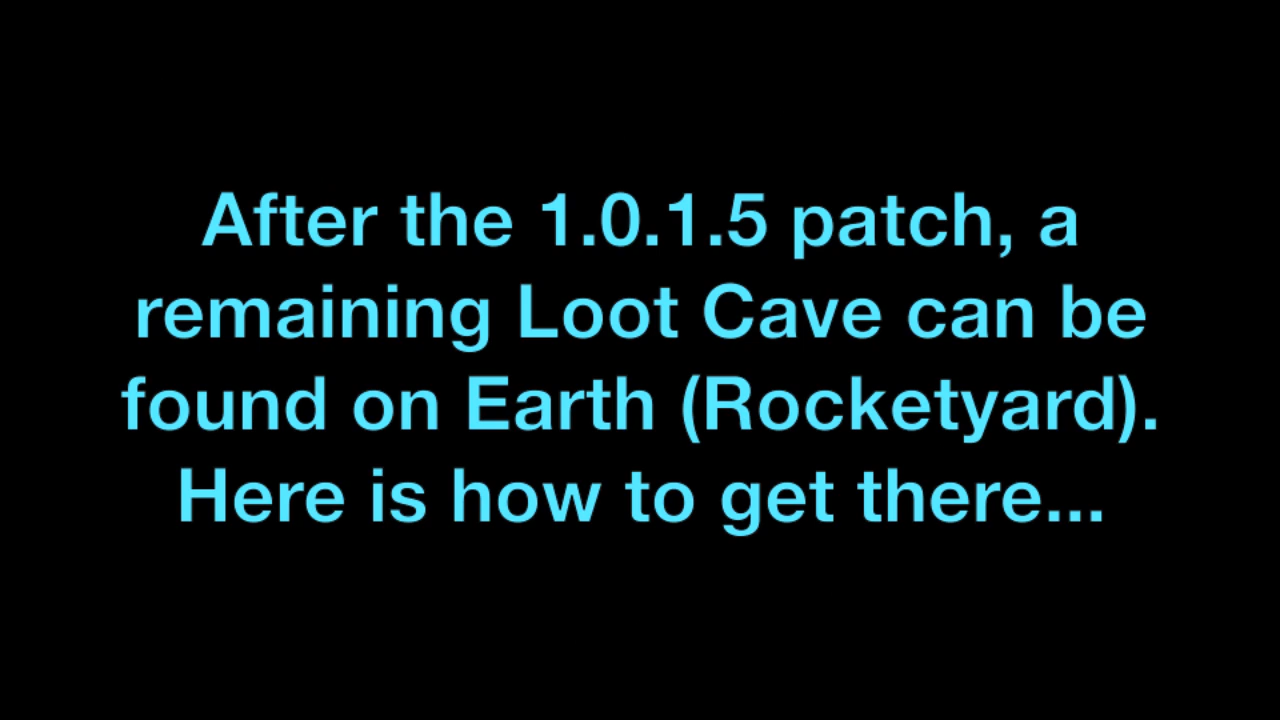 After the 1.0.1.5 patch, a
remaining Loot Cave can be
found on Earth (Rocketyard).
Here is how to get there...